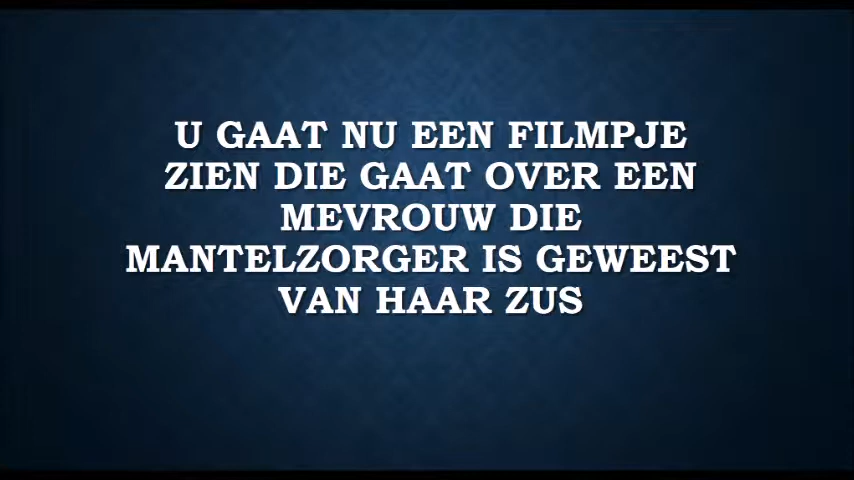 U GAAT NU EEN FILMPJE
ZIEN DIE GAAT OVER EEN
MEVROUW DIE
MANTELZORGER IS GEWEEST
VAN HAAR ZUS